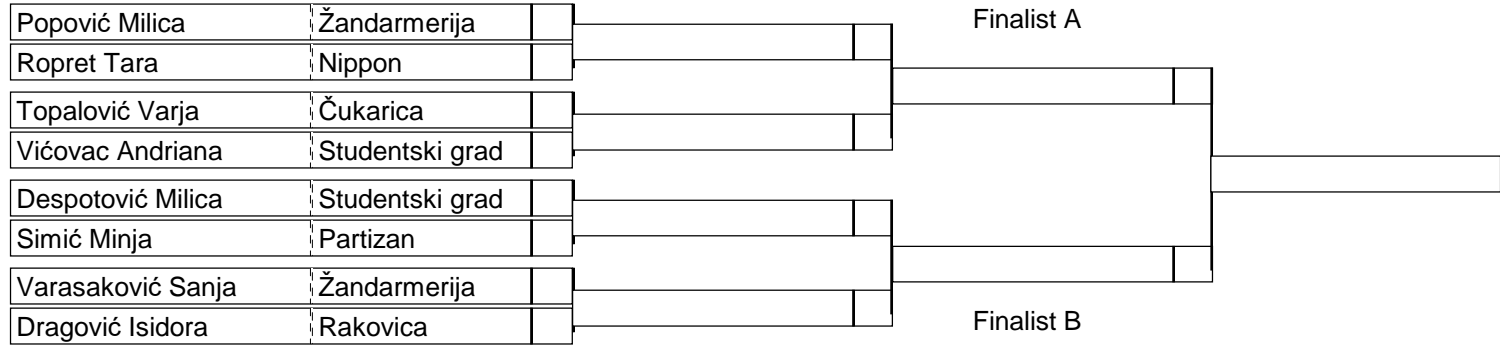 Popović Milica Žandarmerija
Finalist A
Ropret Tara Nippon
Topalović Varja Čukarica
Vićovac Andriana Studentski grad
Despotović Milica Studentski grad
Simić Minja Partizan
Varasaković Sanja Žandarmerija
Dragović Isidora Rakovica
Finalist B